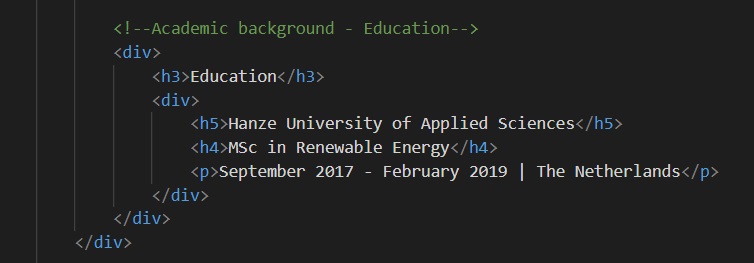 <!--Academic background - Education-->
<div>
<h3>Education</h3>
<div>
<h5>Hanze University of Applied Sciences</h5>
<h4>MSc in Renewable Energy</h4>
<p>September 2017 - February 2019 | The Netherlands</p>
</div>
</div>
</div>